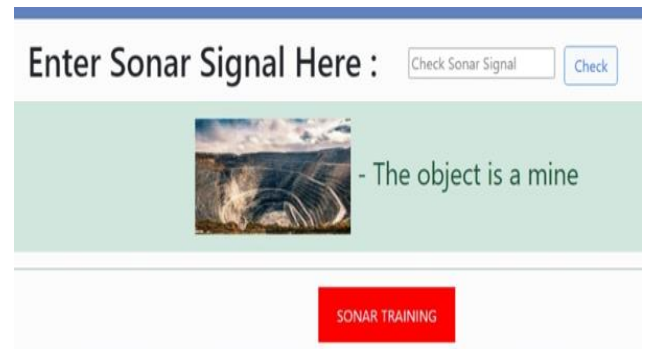 Enter Sonar Signal Here : Check Sonar Signal Check
- The object is a mine
SONAR TRAINING